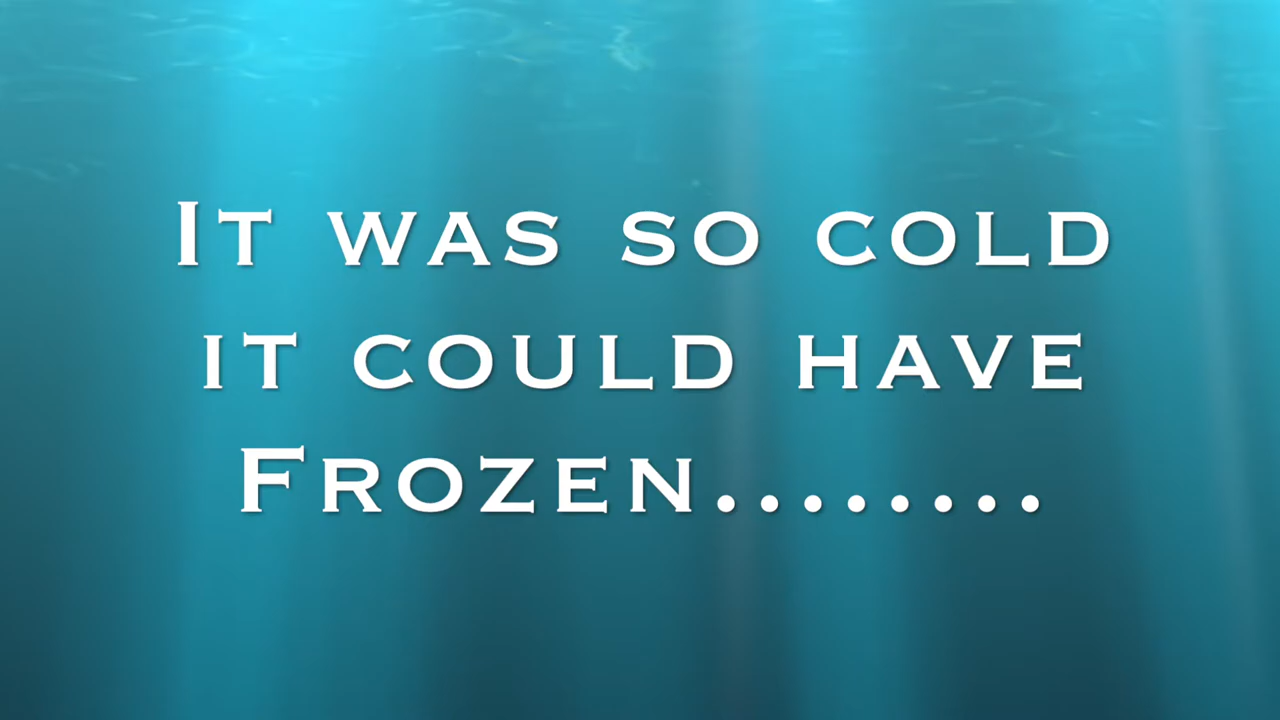 It was so cold
it could have
Frozen........